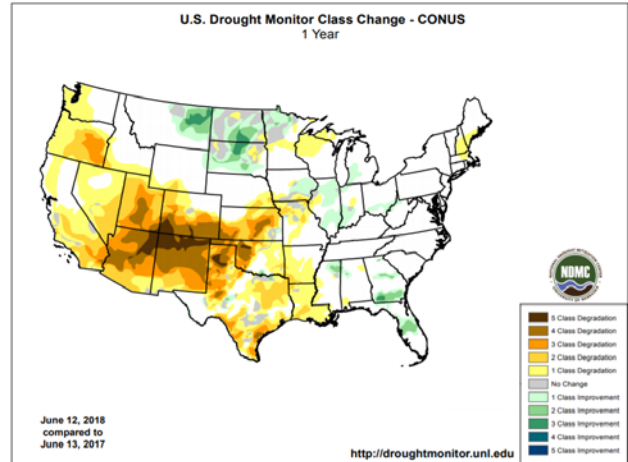 U.S. Drought Monitor Class Change - CONUS
1 Year
NDMC
5 Class Degradation
4 Class Degradation
3 Class Degradation
2 Class Degradation
1 Class Degradation
No Change
1 Class Improvement
2 Class Improvement
3 Class Improvement
4 Class Improvement
5 Class Improvement
June 12, 2018
compared to
June 13, 2017
http://droughtmonitor.unl.edu